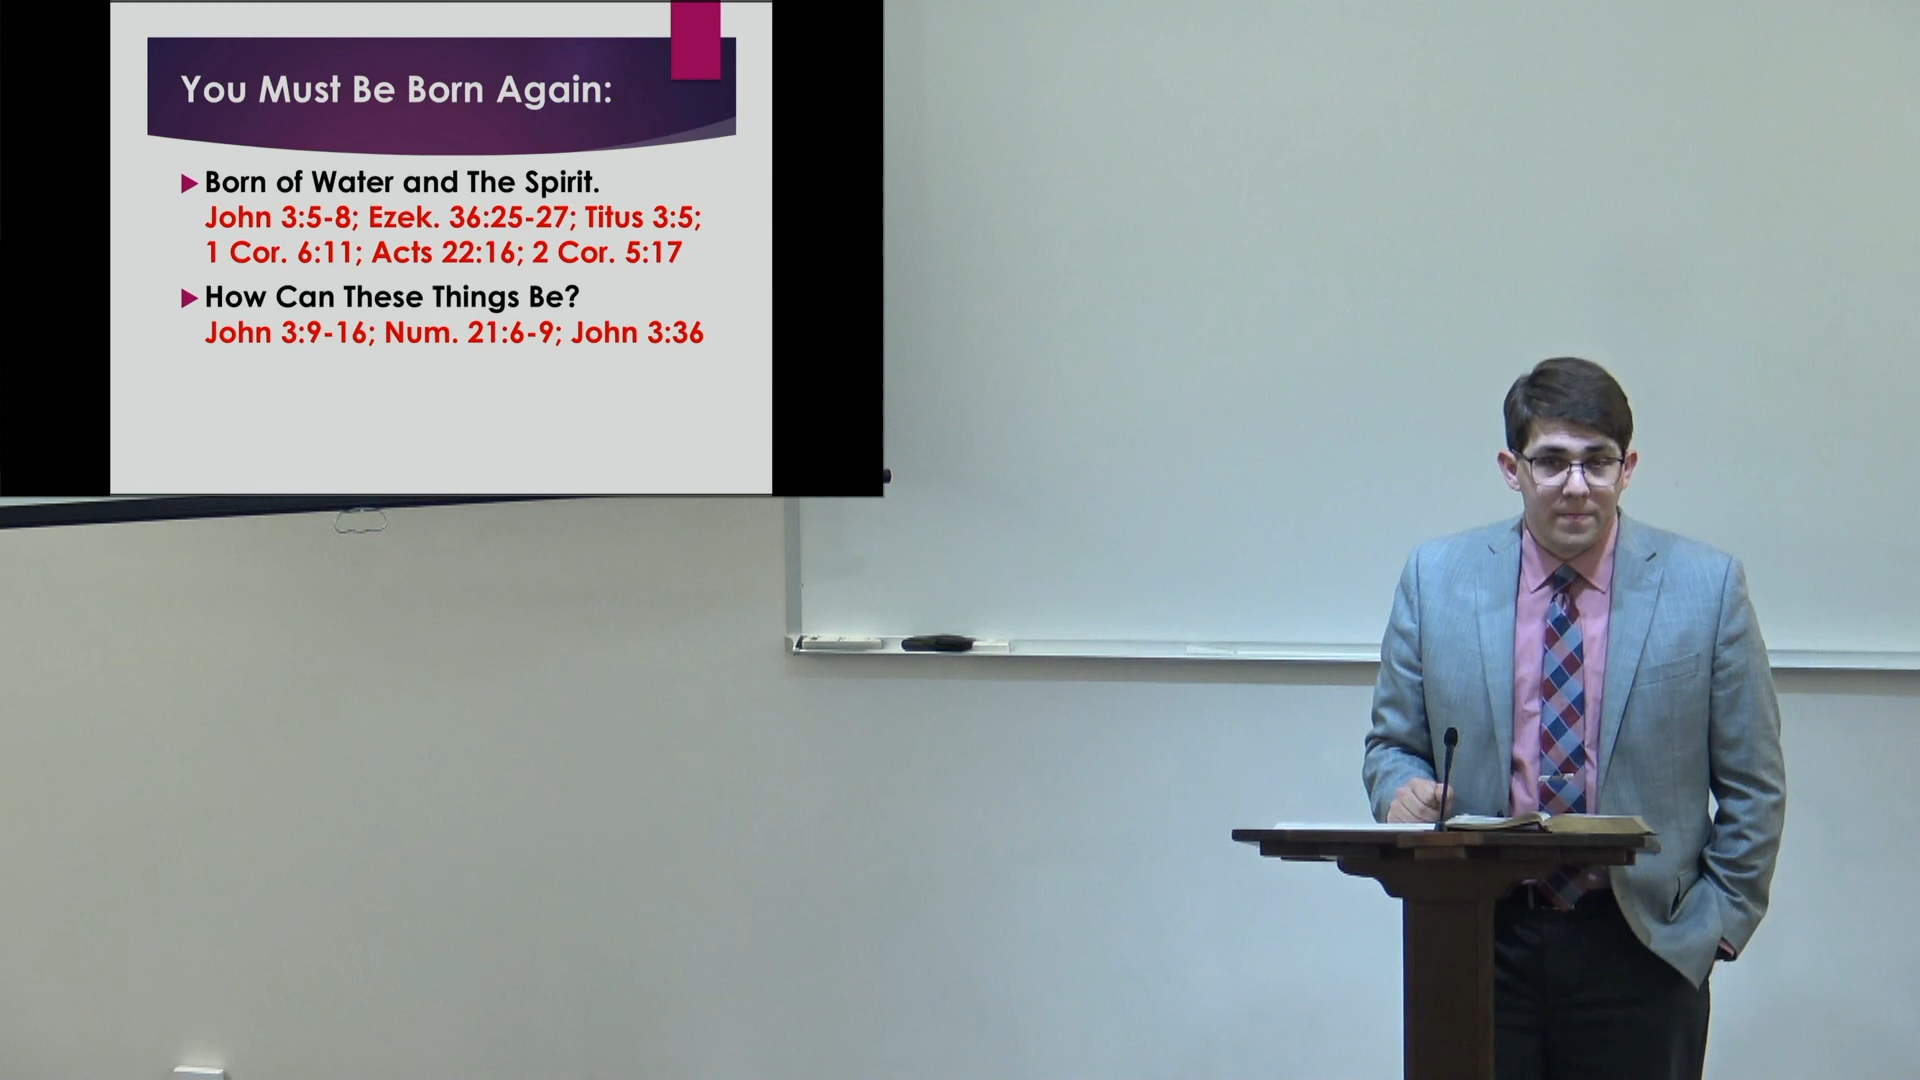 You Must Be Born Again:
Born of Water and The Spirit.
John 3:5-8; Ezek. 36:25-27; Titus 3:5;
1 Cor. 6:11; Acts 22:16; 2 Cor. 5:17
How Can These Things Be?
John 3:9-16; Num. 21:6-9; John 3:36